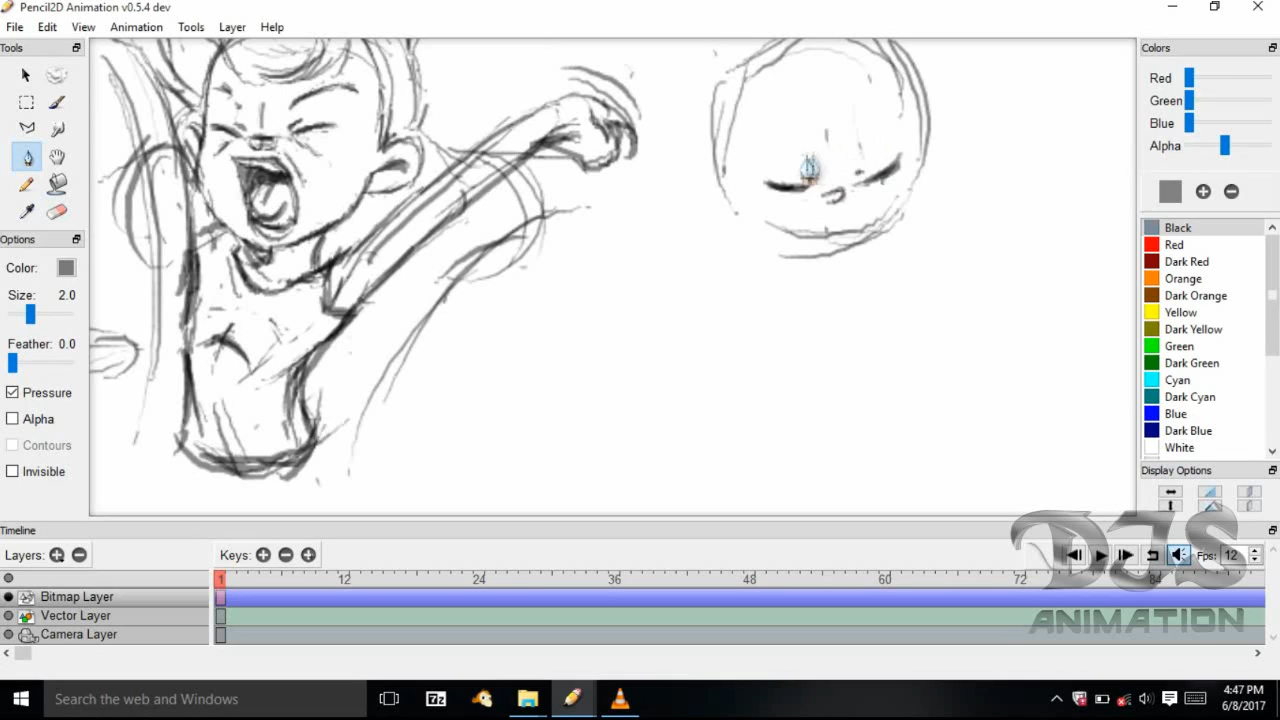 Pencil2D Animation v0.5.4 dev
File Edit View Animation Tools Layer Help
Tools
Options
Color:
Size: 2.0
Feather: 0.0
Pressure
Alpha
Contours
Invisible
Colors
Red
Green
Blue
Alpha
Black
Red
Dark Red
Orange
Dark Orange
Yellow
Dark Yellow
Green
Dark Green
Cyan
Dark Cyan
Blue
Dark Blue
White
Display Options
Timeline
Layers: Keys: Fps: 12
1 12 24 36 48 60 72 84
Bitmap Layer
Vector Layer
Camera Layer
DJS
ANIMATION
Search the web and Windows
7z
4:47 PM
6/8/2017